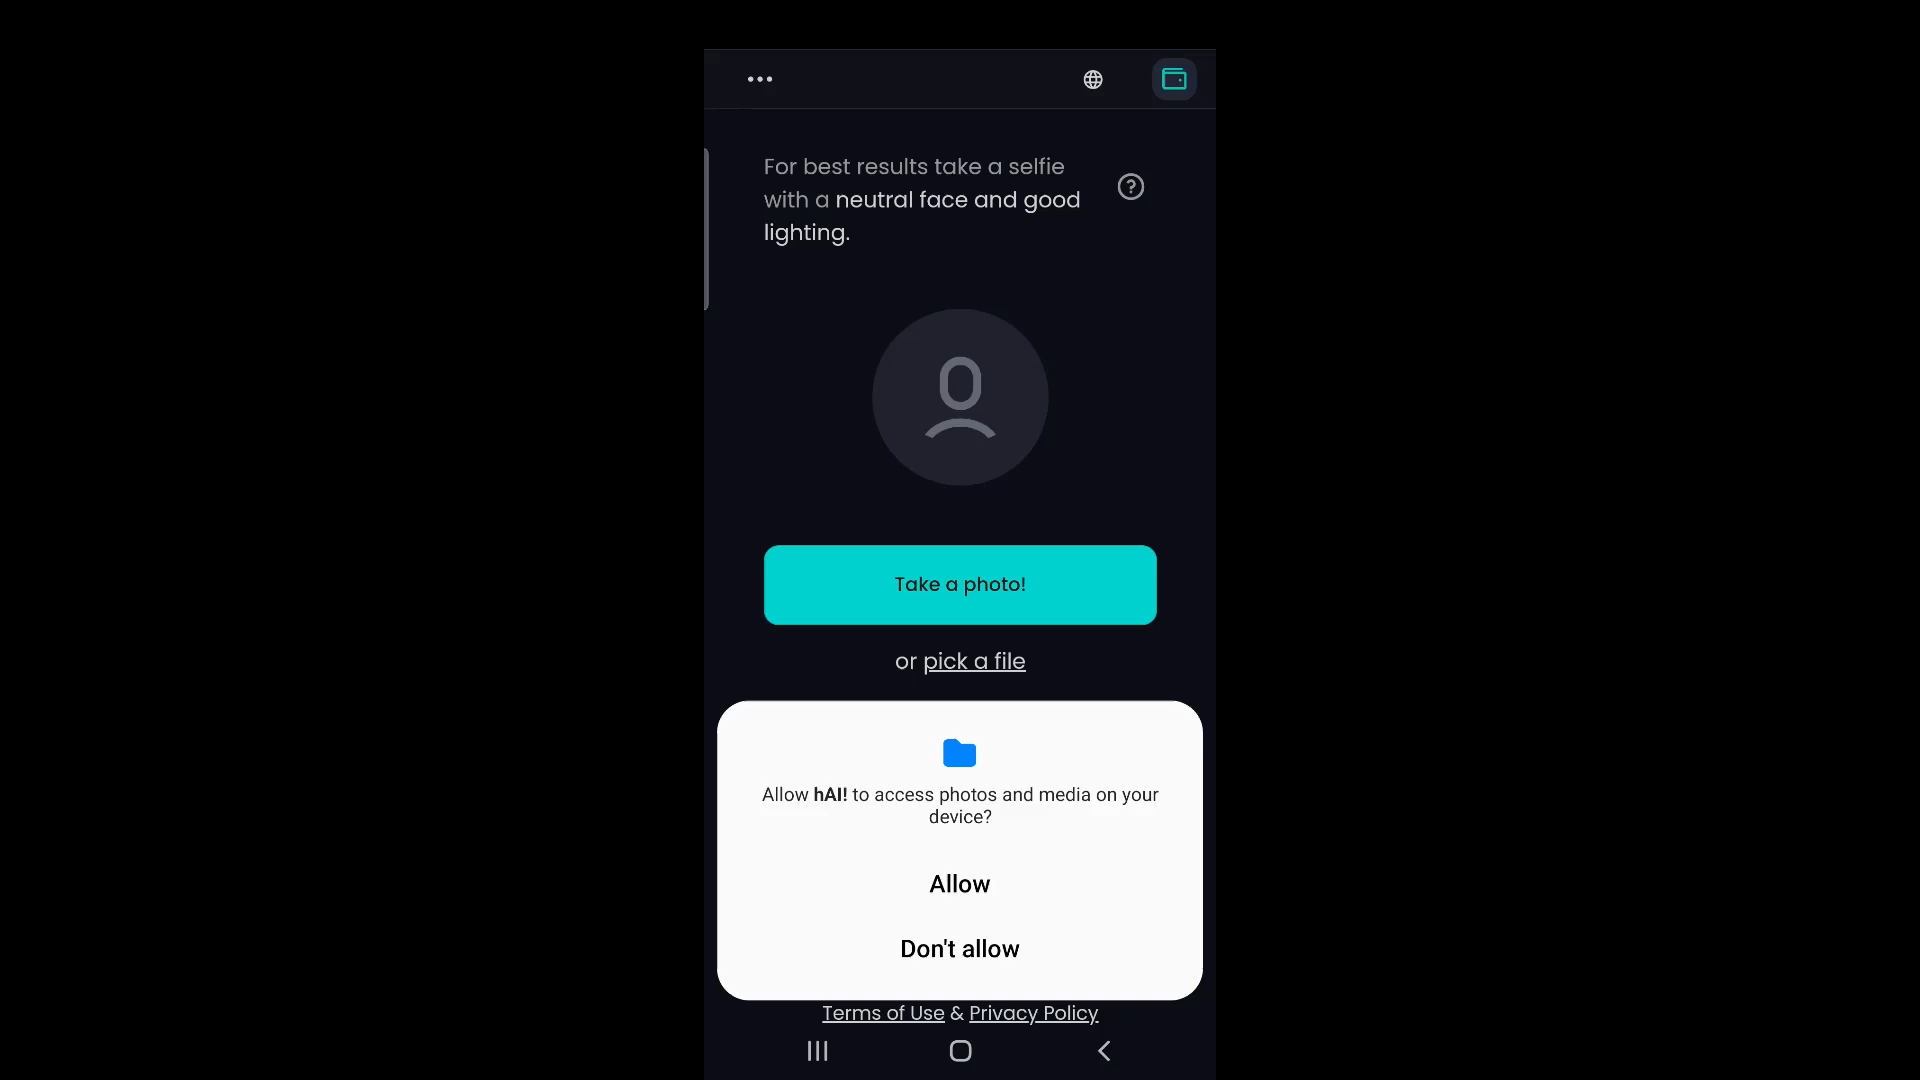 For best results take a selfie
with a neutral face and good
lighting.
Take a photo!
or pick a file
Allow hAI! to access photos and media on your
device?
Allow
Don't allow
Terms of Use & Privacy Policy